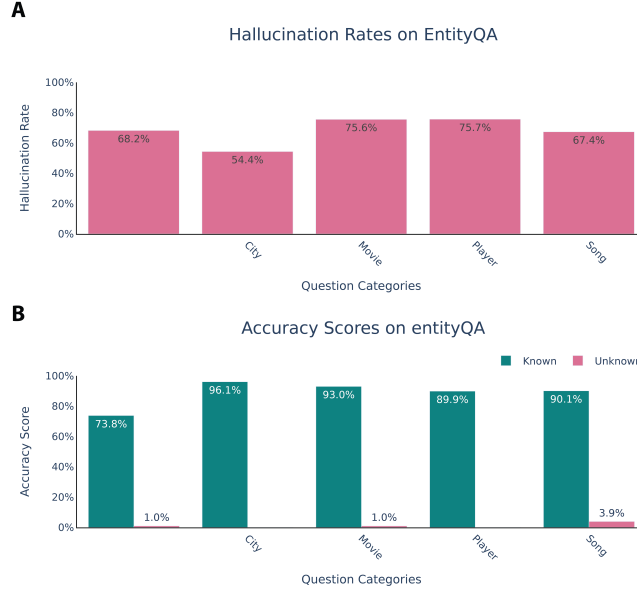 A
Hallucination Rates on EntityQA
Hallucination Rate
100%
80%
60%
40%
20%
0%
68.2%
54.4%
75.6%
75.7%
67.4%
City
Movie
Player
Song
Question Categories
B
Accuracy Scores on entityQA
Known
Unknown
Accuracy Score
100%
80%
60%
40%
20%
0%
73.8%
1.0%
96.1%
93.0%
1.0%
89.9%
90.1%
3.9%
City
Movie
Player
Song
Question Categories